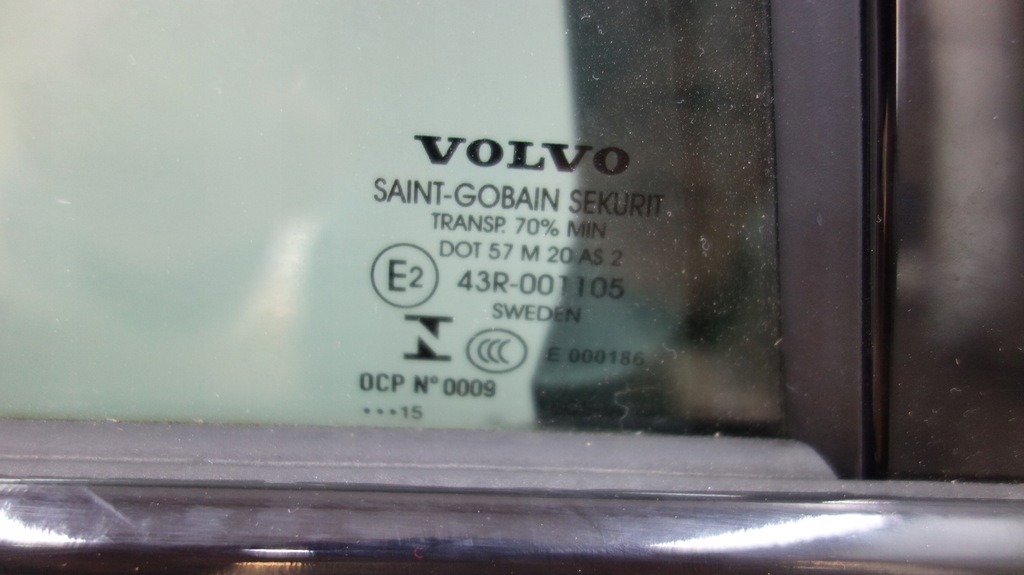 VOLVO
SAINT-GOBAIN SEKURIT
TRANSP. 70% MIN
DOT 57 M 20 AS 2
E2 43R-001105
SWEDEN
CCC E 000186
OCP N° 0009
•••15